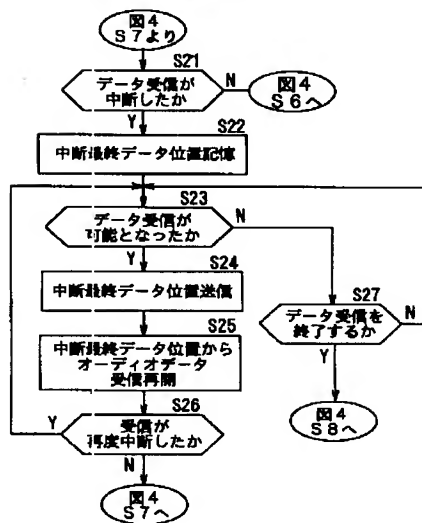 図4
S7より
S21
データ受信が
中断したか
N
図4
S6へ
Y
S22
中断最終データ位置記憶
S23
データ受信が
可能となったか
N
Y
S24
中断最終データ位置送信
S27
データ受信を
終了するか
N
Y
S25
中断最終データ位置から
オーディオデータ
受信再開
図4
S8へ
S26
受信が
再度中断したか
Y
N
図4
S7へ